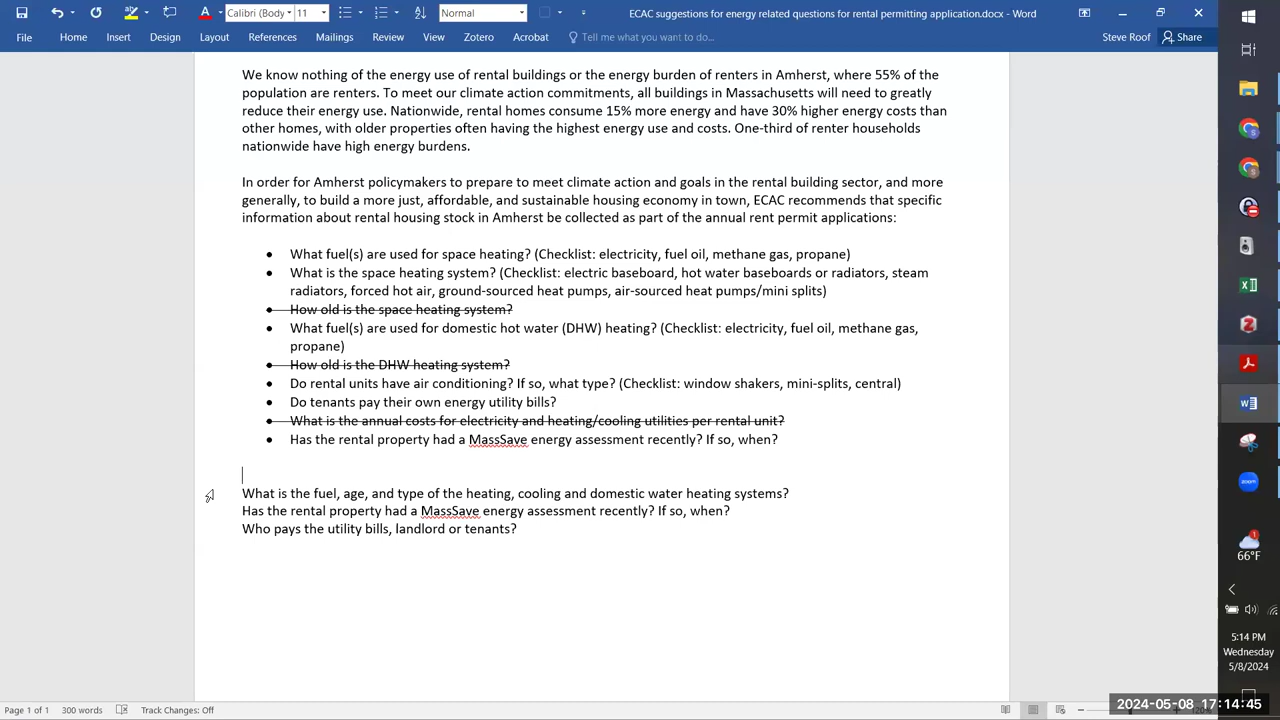 Calibri (Body
11
Normal
ECAC suggestions for energy related questions for rental permitting application.docx - Word
File
Home
Insert
Design
Layout
References
Mailings
Review
View
Zotero
Acrobat
Tell me what you want to do...
Steve Roof
Share
We know nothing of the energy use of rental buildings or the energy burden of renters in Amherst, where 55% of the
population are renters. To meet our climate action commitments, all buildings in Massachusetts will need to greatly
reduce their energy use. Nationwide, rental homes consume 15% more energy and have 30% higher energy costs than
other homes, with older properties often having the highest energy use and costs. One-third of renter households
nationwide have high energy burdens.
In order for Amherst policymakers to prepare to meet climate action and goals in the rental building sector, and more
generally, to build a more just, affordable, and sustainable housing economy in town, ECAC recommends that specific
information about rental housing stock in Amherst be collected as part of the annual rent permit applications:
• What fuel(s) are used for space heating? (Checklist: electricity, fuel oil, methane gas, propane)
• What is the space heating system? (Checklist: electric baseboard, hot water baseboards or radiators, steam
radiators, forced hot air, ground-sourced heat pumps, air-sourced heat pumps/mini splits)
• How old is the space heating system?
• What fuel(s) are used for domestic hot water (DHW) heating? (Checklist: electricity, fuel oil, methane gas,
propane)
• How old is the DHW heating system?
• Do rental units have air conditioning? If so, what type? (Checklist: window shakers, mini-splits, central)
• Do tenants pay their own energy utility bills?
• What is the annual costs for electricity and heating/cooling utilities per rental unit?
• Has the rental property had a MassSave energy assessment recently? If so, when?
What is the fuel, age, and type of the heating, cooling and domestic water heating systems?
Has the rental property had a MassSave energy assessment recently? If so, when?
Who pays the utility bills, landlord or tenants?
Page 1 of 1
300 words
Track Changes: Off
zoom
1
66°F
5:14 PM
Wednesday
5/8/2024
2024-05-08 17:14:45